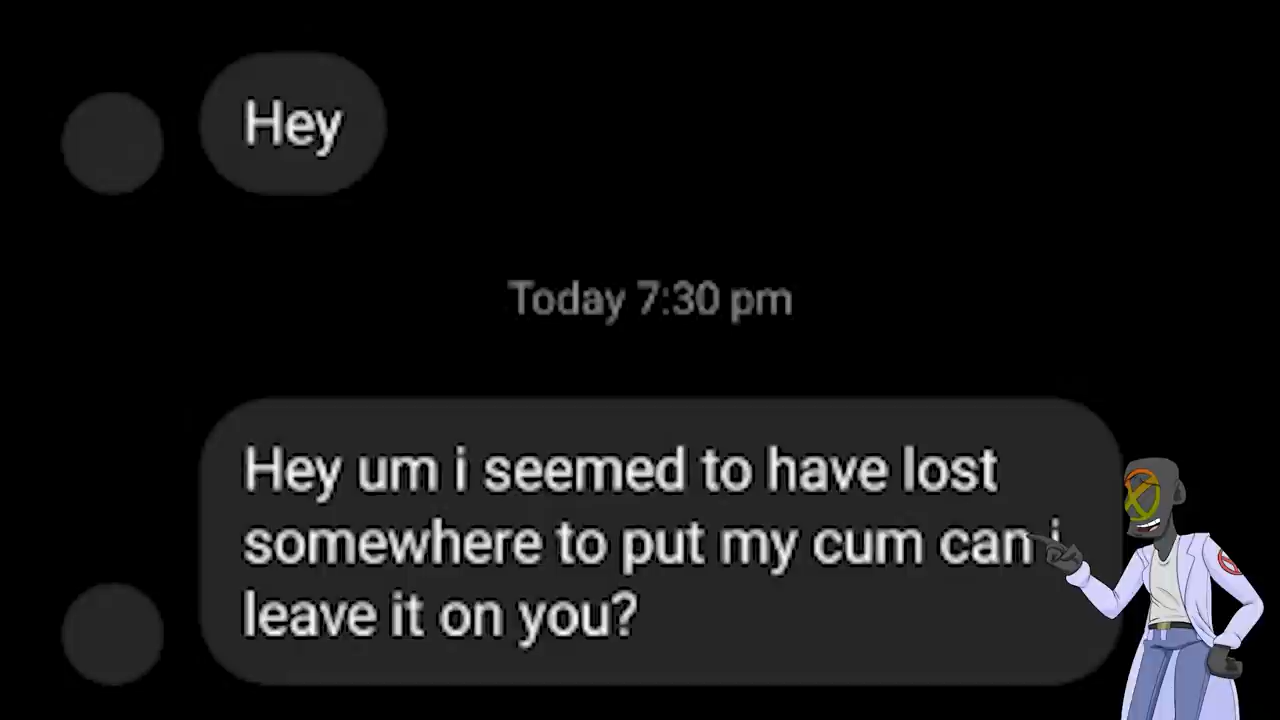 Hey
Today 7:30 pm
Hey um i seemed to have lost
somewhere to put my cum can i
leave it on you?